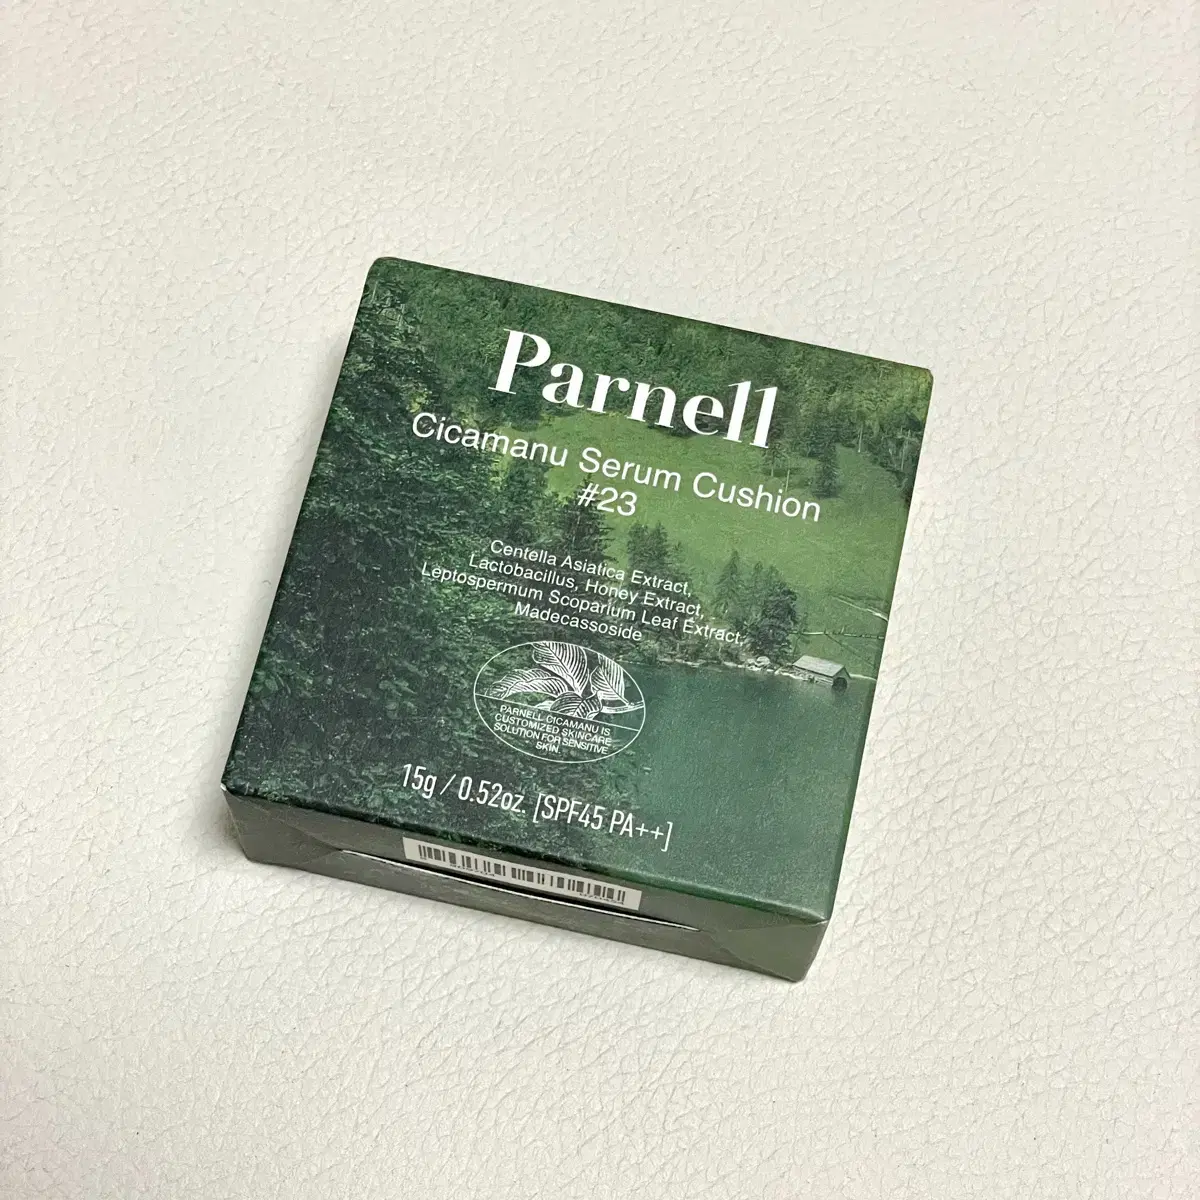 Parnell
Cicamanu Serum Cushion
#23
Centella Asiatica Extract,
Lactobacillus, Honey Extract,
Leptospermum Scoparium Leaf Extract,
Madecassoside
PARNELL CICAMANU IS
CUSTOMIZED SKINCARE
SOLUTION FOR SENSITIVE
SKIN.
15g / 0.52oz. [SPF45 PA++]